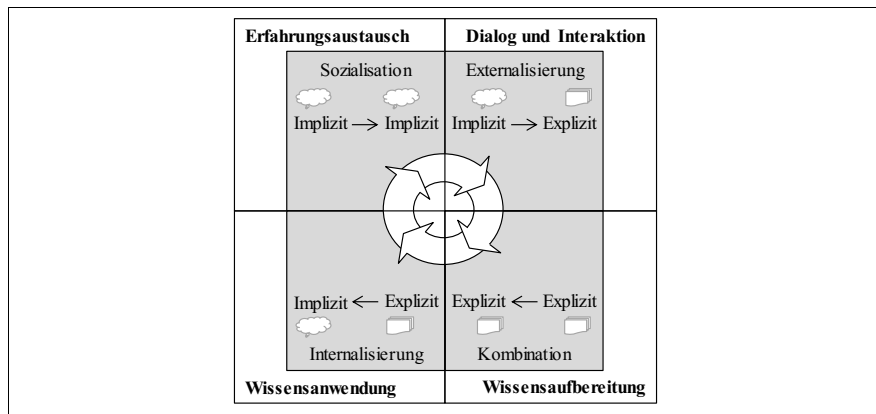 Erfahrungsaustausch
Dialog und Interaktion
Sozialisation
Externalisierung
Implizit → Implizit
Implizit → Explizit
Implizit ← Explizit
Explizit ← Explizit
Internalisierung
Kombination
Wissensanwendung
Wissensaufbereitung